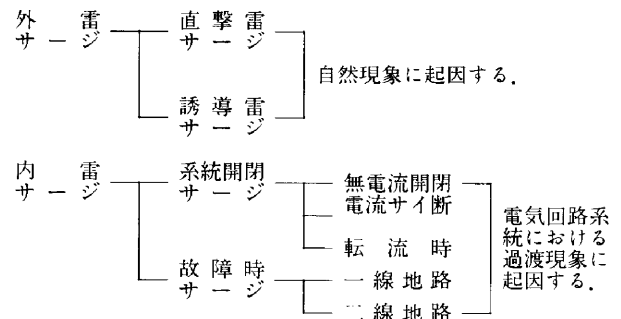 外雷
サージ
直撃雷
サージ
誘導雷
サージ
自然現象に起因する.
内雷
サージ
系統開閉
サージ
無電流開閉
電流サイ断
転流時
故障時
サージ
一線地路
線地路
電気回路系
統における
過渡現象に
起因する.